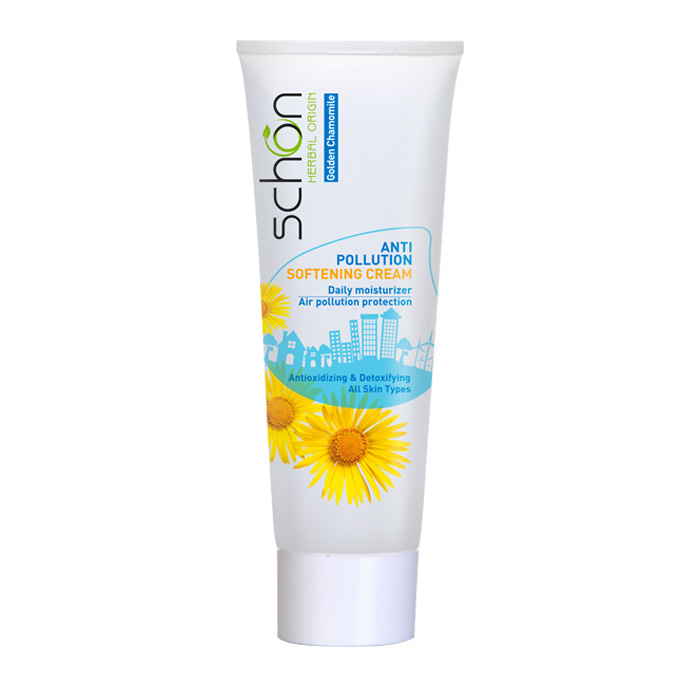 schön
HERBAL ORIGIN
Golden Chamomile
ANTI
POLLUTION
SOFTENING CREAM
Daily moisturizer
Air pollution protection
Antioxidizing & Detoxifying
All Skin Types